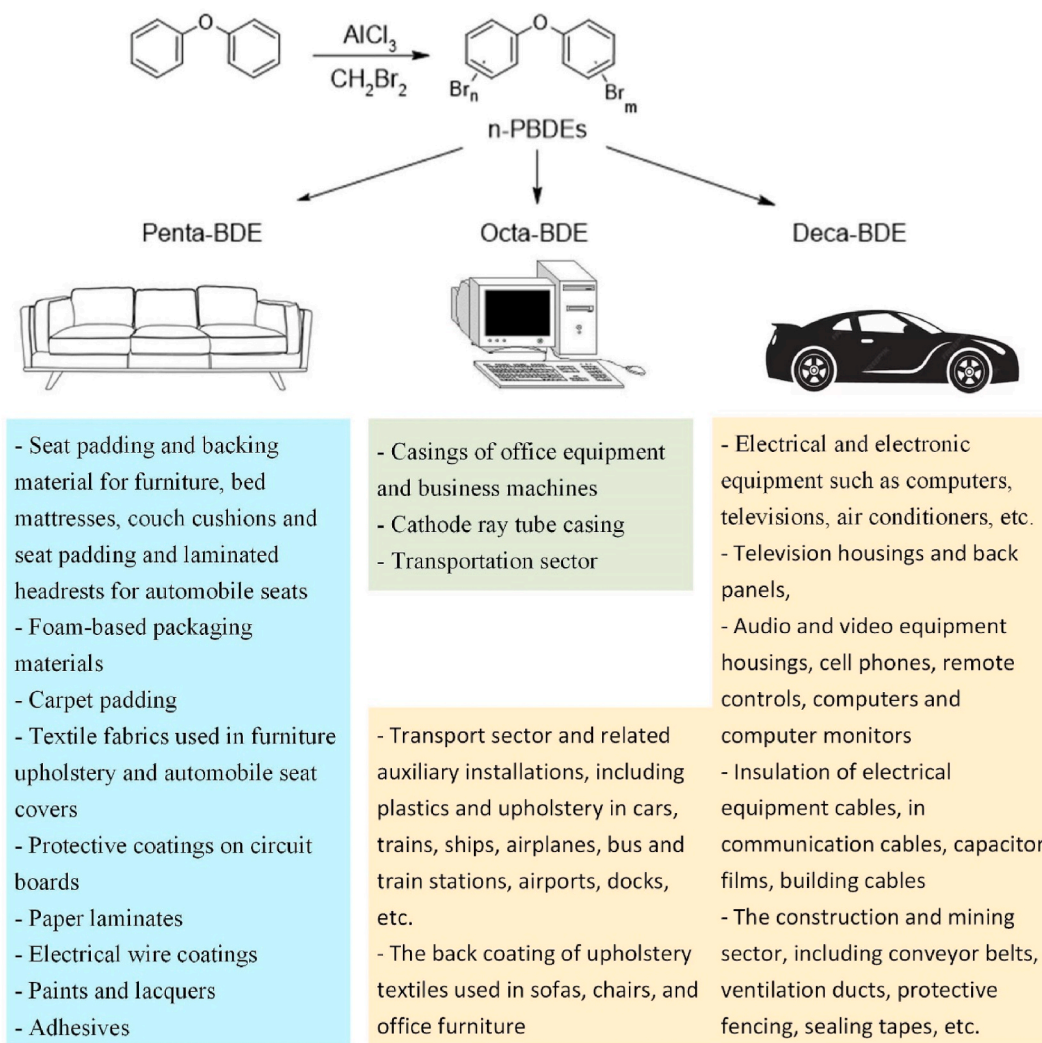 O
AlCl3
CH2Br2
O
Brn
Br
m
n-PBDEs
Penta-BDE
Octa-BDE
Deca-BDE
- Seat padding and backing
material for furniture, bed
mattresses, couch cushions and
seat padding and laminated
headrests for automobile seats
- Foam-based packaging
materials
- Carpet padding
- Textile fabrics used in furniture
upholstery and automobile seat
covers
- Protective coatings on circuit
boards
- Paper laminates
- Electrical wire coatings
- Paints and lacquers
- Adhesives
- Casings of office equipment
and business machines
- Cathode ray tube casing
- Transportation sector
- Transport sector and related
auxiliary installations, including
plastics and upholstery in cars,
trains, ships, airplanes, bus and
train stations, airports, docks,
etc.
- The back coating of upholstery
textiles used in sofas, chairs, and
office furniture
- Electrical and electronic
equipment such as computers,
televisions, air conditioners, etc.
- Television housings and back
panels,
- Audio and video equipment
housings, cell phones, remote
controls, computers and
computer monitors
- Insulation of electrical
equipment cables, in
communication cables, capacitor
films, building cables
- The construction and mining
sector, including conveyor belts,
ventilation ducts, protective
fencing, sealing tapes, etc.